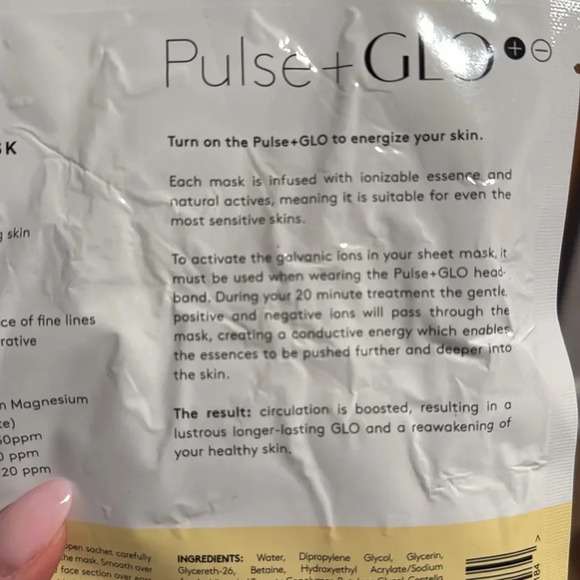 Pulse+GLO
Turn on the Pulse+GLO to energize your skin.
Each mask is infused with ionizable essence and
natural actives, meaning it is suitable for even the
most sensitive skins.
To activate the galvanic ions in your sheet mask, it
must be used when wearing the Pulse+GLO head-
band. During your 20 minute treatment the gentle
positive and negative ions will pass through the
mask, creating a conductive energy which enables
the essences to be pushed further and deeper into
the skin.
The result: circulation is boosted, resulting in a
lustrous longer-lasting GLO and a reawakening of
your healthy skin.
SK
g skin
ce of fine lines
rative
n Magnesium
ke)
50ppm
0 ppm
20 ppm
open sachet carefully
the mask. Smooth over
face section over
INGREDIENTS: Water, Dipropylene Glycol, Glycerin,
Glycereth-26, Betaine, Hydroxyethyl Acrylate/Sodium